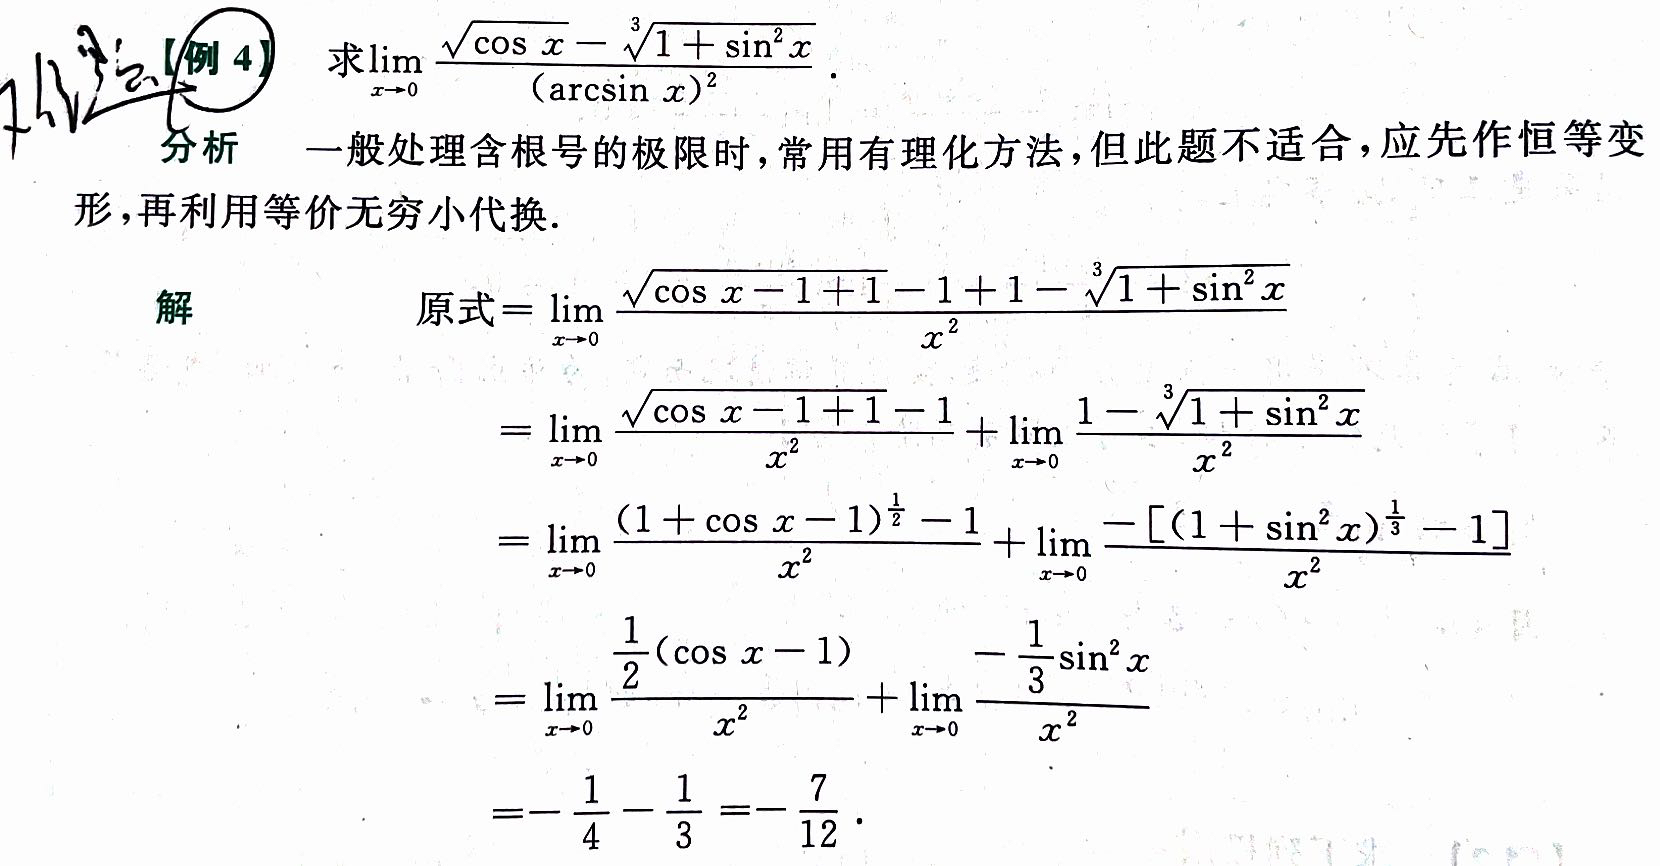 【例 4】 求$\lim_{x \to 0} \frac{\sqrt{\cos x} - \sqrt[3]{1 + \sin^2 x}}{(\arcsin x)^2}$.
分析 一般处理含根号的极限时,常用有理化方法,但此题不适合,应先作恒等变
形,再利用等价无穷小代换.
解 原式$= \lim_{x \to 0} \frac{\sqrt{\cos x - 1 + 1} - 1 + 1 - \sqrt[3]{1 + \sin^2 x}}{x^2}$
$= \lim_{x \to 0} \frac{\sqrt{\cos x - 1 + 1} - 1}{x^2} + \lim_{x \to 0} \frac{1 - \sqrt[3]{1 + \sin^2 x}}{x^2}$
$= \lim_{x \to 0} \frac{(1 + \cos x - 1)^{\frac{1}{2}} - 1}{x^2} + \lim_{x \to 0} \frac{-[(1 + \sin^2 x)^{\frac{1}{3}} - 1]}{x^2}$
$= \lim_{x \to 0} \frac{\frac{1}{2}(\cos x - 1)}{x^2} + \lim_{x \to 0} \frac{-\frac{1}{3}\sin^2 x}{x^2}$
$= -\frac{1}{4} - \frac{1}{3} = -\frac{7}{12}$.